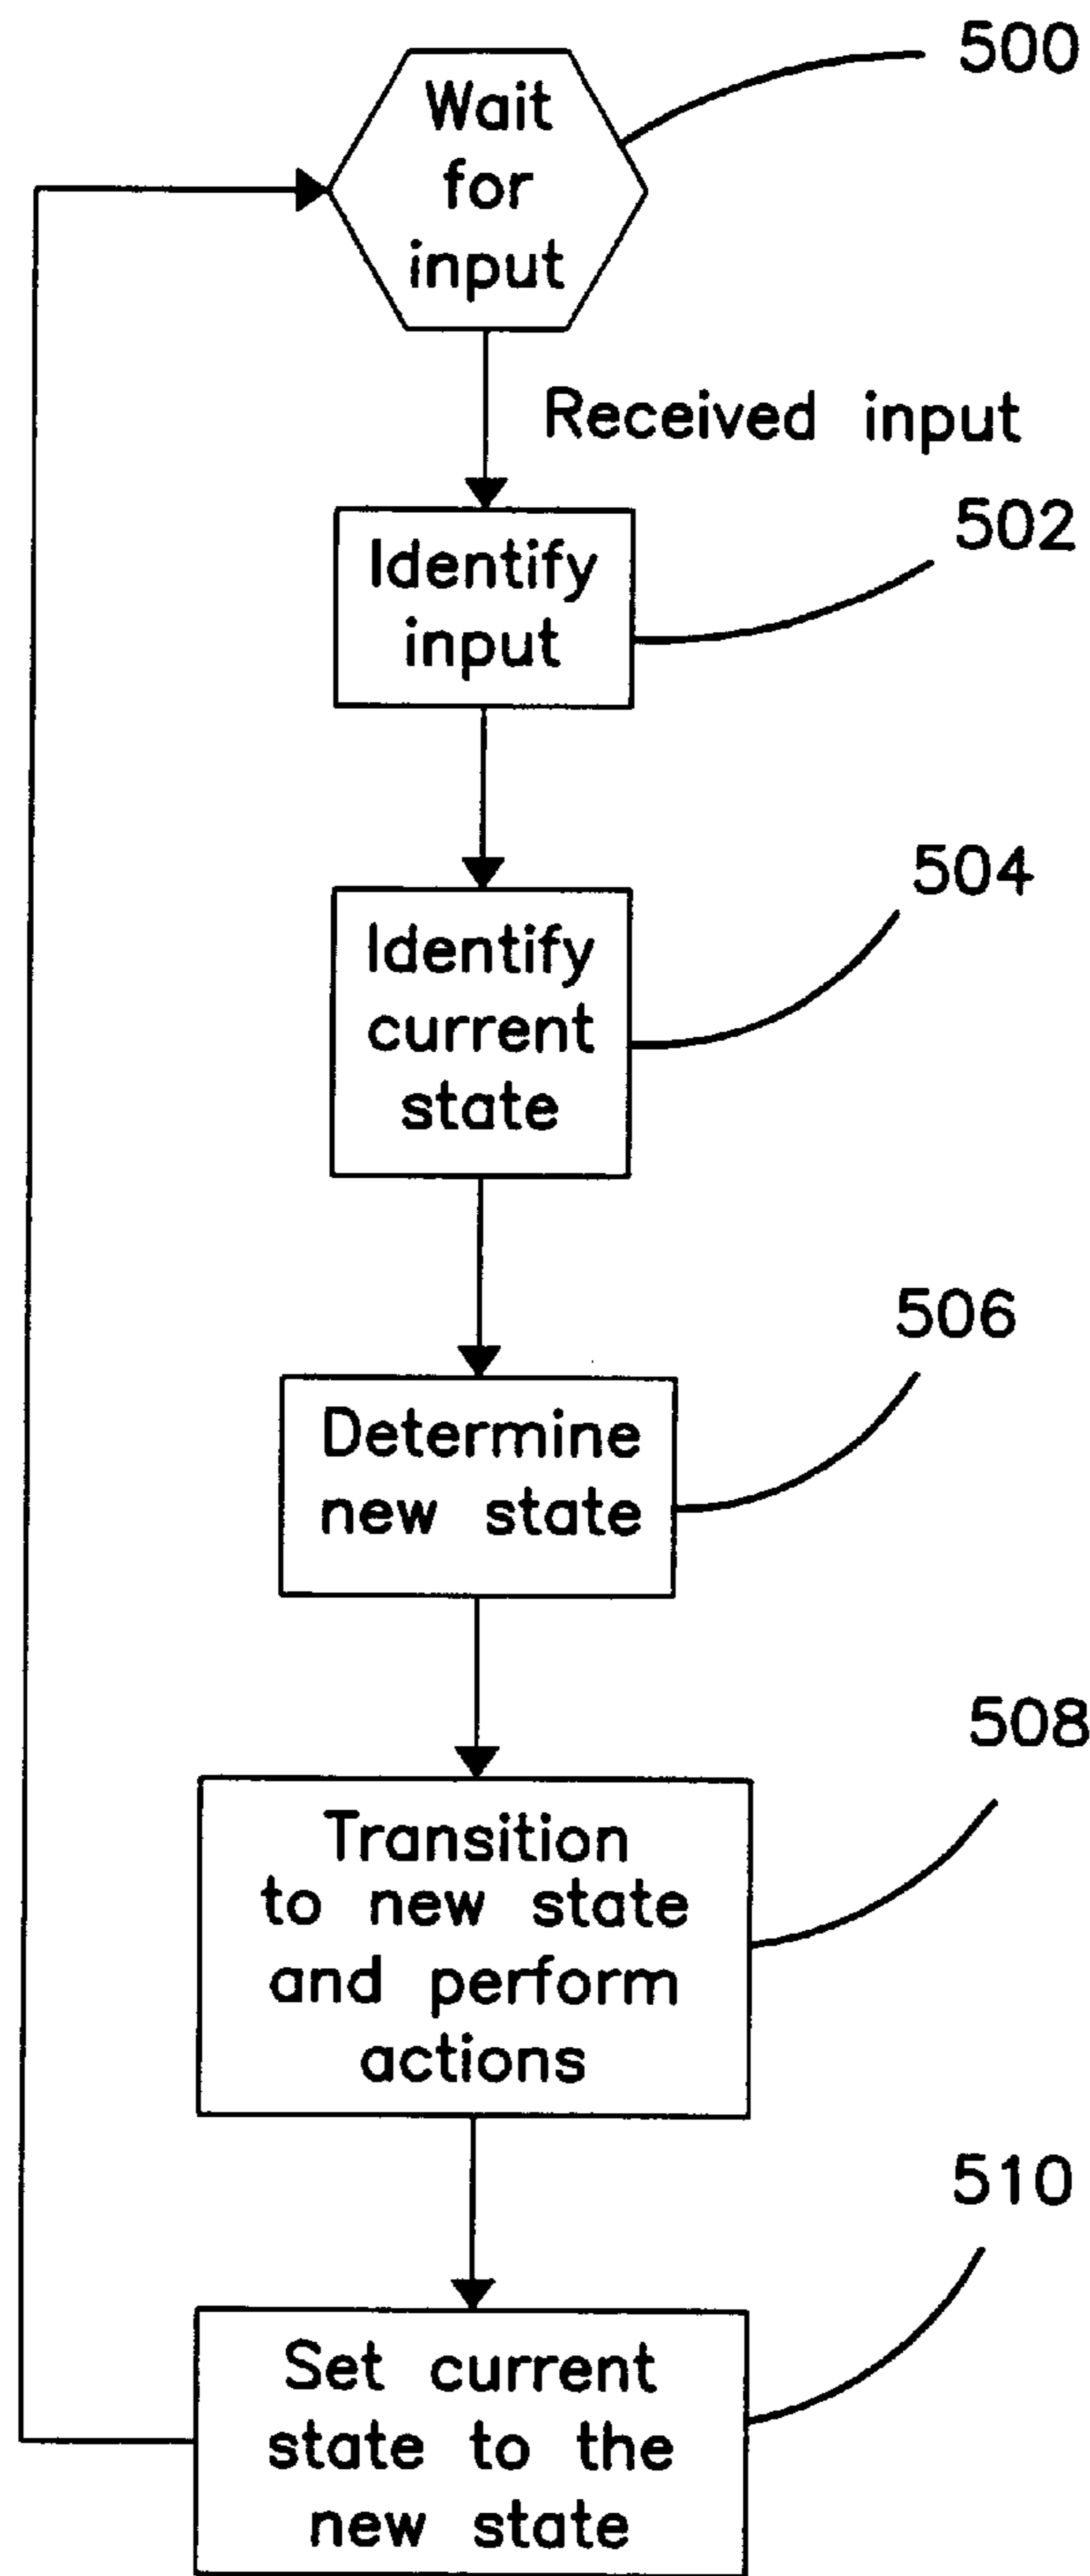 500
Wait
for
input
Received input
502
Identify
input
504
Identify
current
state
506
Determine
new state
508
Transition
to new state
and perform
actions
510
Set current
state to the
new state